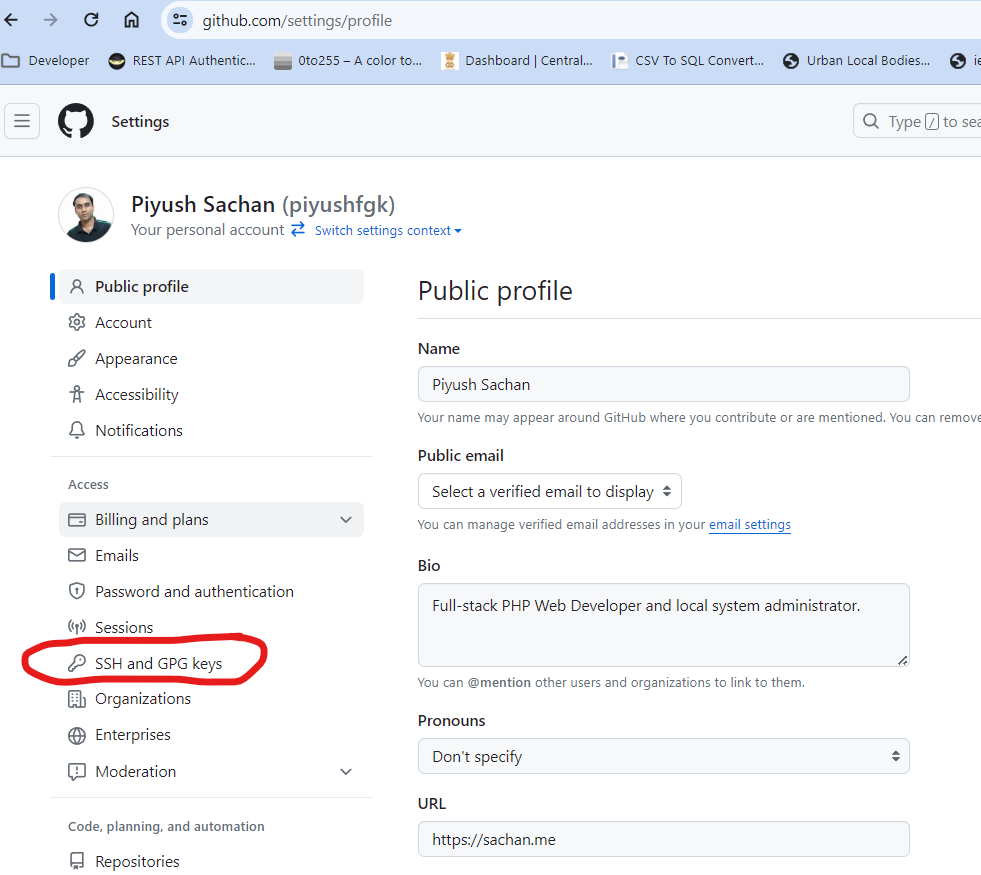 github.com/settings/profile
Developer REST API Authentic... 0to255 – A color to... Dashboard | Central... CSV To SQL Convert... Urban Local Bodies...
Settings
Type / to sea
Piyush Sachan (piyushfgk)
Your personal account Switch settings context
Public profile
Account
Appearance
Accessibility
Notifications
Access
Billing and plans
Emails
Password and authentication
Sessions
SSH and GPG keys
Organizations
Enterprises
Moderation
Code, planning, and automation
Repositories
Public profile
Name
Piyush Sachan
Your name may appear around GitHub where you contribute or are mentioned. You can remove
Public email
Select a verified email to display
You can manage verified email addresses in your email settings
Bio
Full-stack PHP Web Developer and local system administrator.
You can @mention other users and organizations to link to them.
Pronouns
Don't specify
URL
https://sachan.me